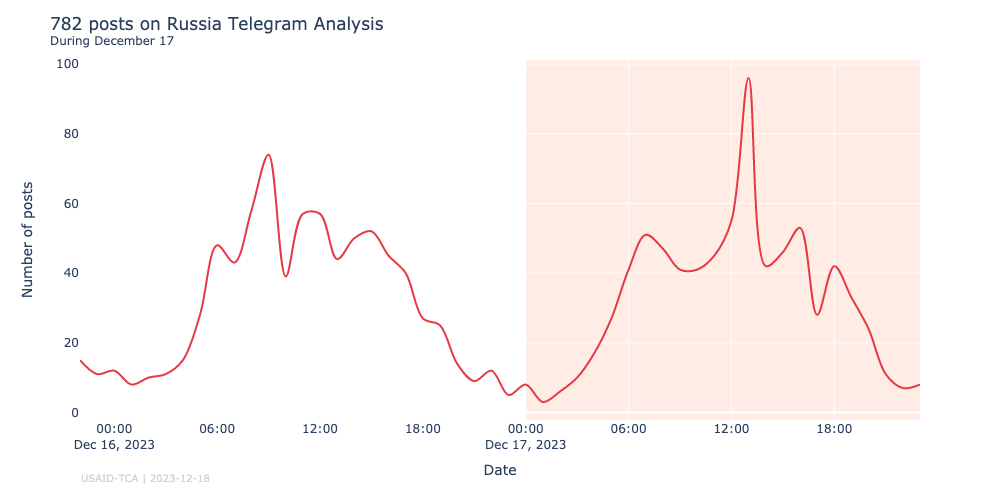 782 posts on Russia Telegram Analysis
During December 17
100
80
60
40
20
0
Number of posts
00:00 06:00 12:00 18:00 00:00 06:00 12:00 18:00
Dec 16, 2023 Dec 17, 2023
Date
USAID-TCA | 2023-12-18